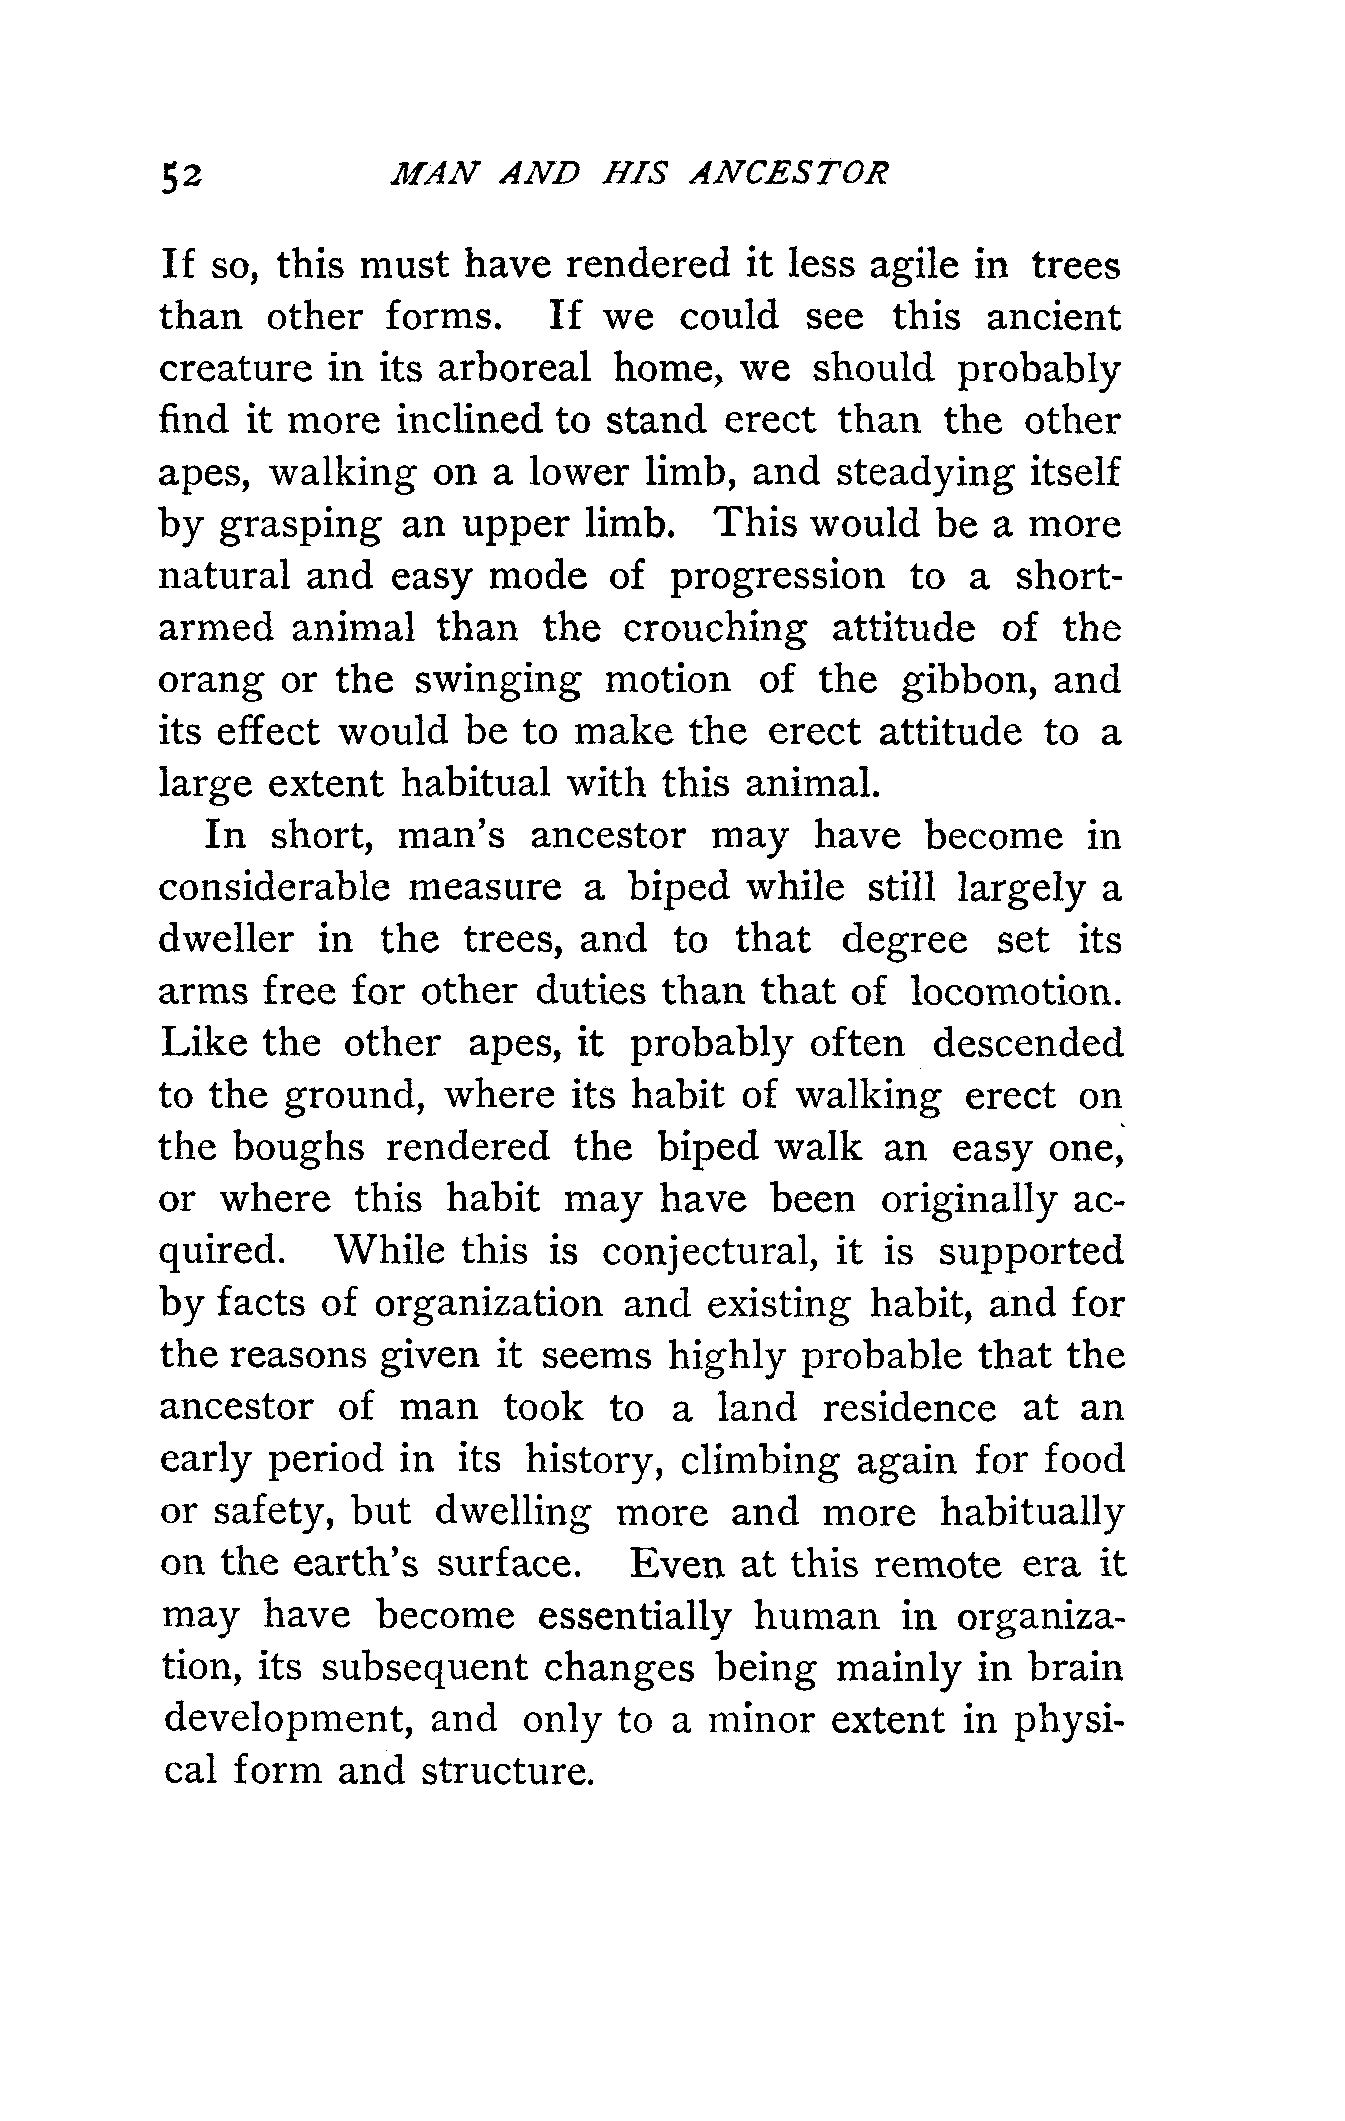 52 MAN AND HIS ANCESTOR
If so, this must have rendered it less agile in trees
than other forms. If we could see this ancient
creature in its arboreal home, we should probably
find it more inclined to stand erect than the other
apes, walking on a lower limb, and steadying itself
by grasping an upper limb. This would be a more
natural and easy mode of progression to a short-
armed animal than the crouching attitude of the
orang or the swinging motion of the gibbon, and
its effect would be to make the erect attitude to a
large extent habitual with this animal.
In short, man's ancestor may have become in
considerable measure a biped while still largely a
dweller in the trees, and to that degree set its
arms free for other duties than that of locomotion.
Like the other apes, it probably often descended
to the ground, where its habit of walking erect on
the boughs rendered the biped walk an easy one,
or where this habit may have been originally ac-
quired. While this is conjectural, it is supported
by facts of organization and existing habit, and for
the reasons given it seems highly probable that the
ancestor of man took to a land residence at an
early period in its history, climbing again for food
or safety, but dwelling more and more habitually
on the earth's surface. Even at this remote era it
may have become essentially human in organiza-
tion, its subsequent changes being mainly in brain
development, and only to a minor extent in physi-
cal form and structure.